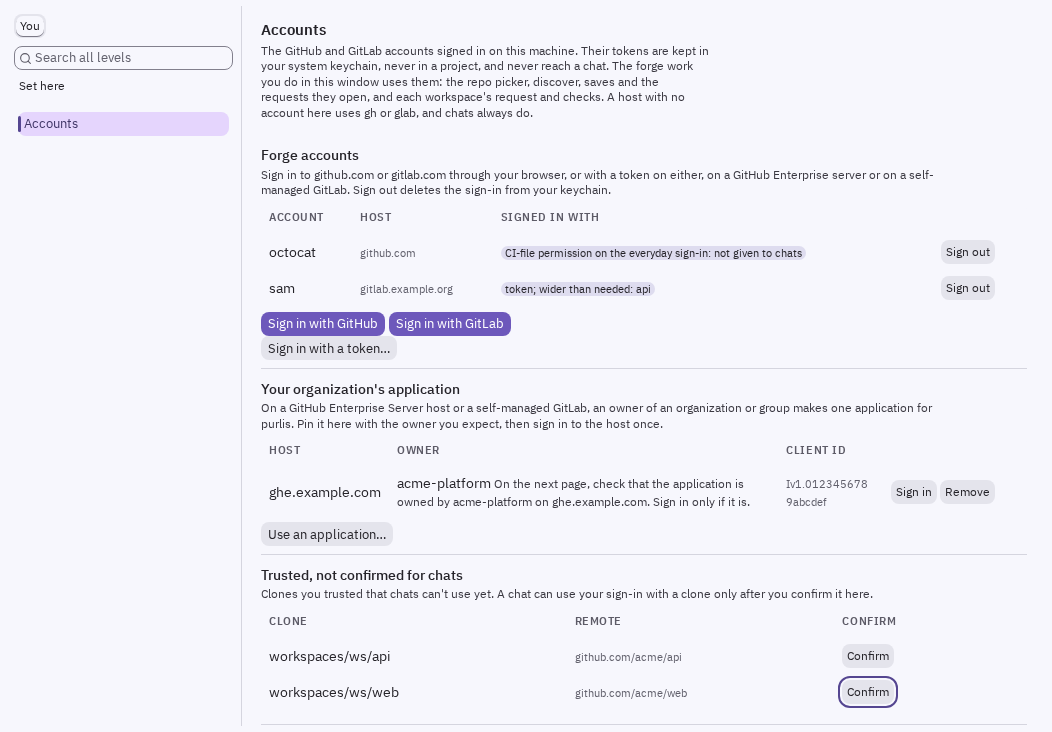 You
Search all levels
Set here
Accounts
Accounts
The GitHub and GitLab accounts signed in on this machine. Their tokens are kept in
your system keychain, never in a project, and never reach a chat. The forge work
you do in this window uses them: the repo picker, discover, saves and the
requests they open, and each workspace's request and checks. A host with no
account here uses gh or glab, and chats always do.
Forge accounts
Sign in to github.com or gitlab.com through your browser, or with a token on either, on a GitHub Enterprise server or on a self-
managed GitLab. Sign out deletes the sign-in from your keychain.
ACCOUNT HOST SIGNED IN WITH
octocat github.com CI-file permission on the everyday sign-in: not given to chats Sign out
sam gitlab.example.org token; wider than needed: api Sign out
Sign in with GitHub Sign in with GitLab
Sign in with a token...
Your organization's application
On a GitHub Enterprise Server host or a self-managed GitLab, an owner of an organization or group makes one application for
purlis. Pin it here with the owner you expect, then sign in to the host once.
HOST OWNER CLIENT ID
ghe.example.com acme-platform On the next page, check that the application is
owned by acme-platform on ghe.example.com. Sign in only if it is.
Iv1.012345678
9abcdef
Sign in Remove
Use an application...
Trusted, not confirmed for chats
Clones you trusted that chats can't use yet. A chat can use your sign-in with a clone only after you confirm it here.
CLONE REMOTE CONFIRM
workspaces/ws/api github.com/acme/api Confirm
workspaces/ws/web github.com/acme/web Confirm